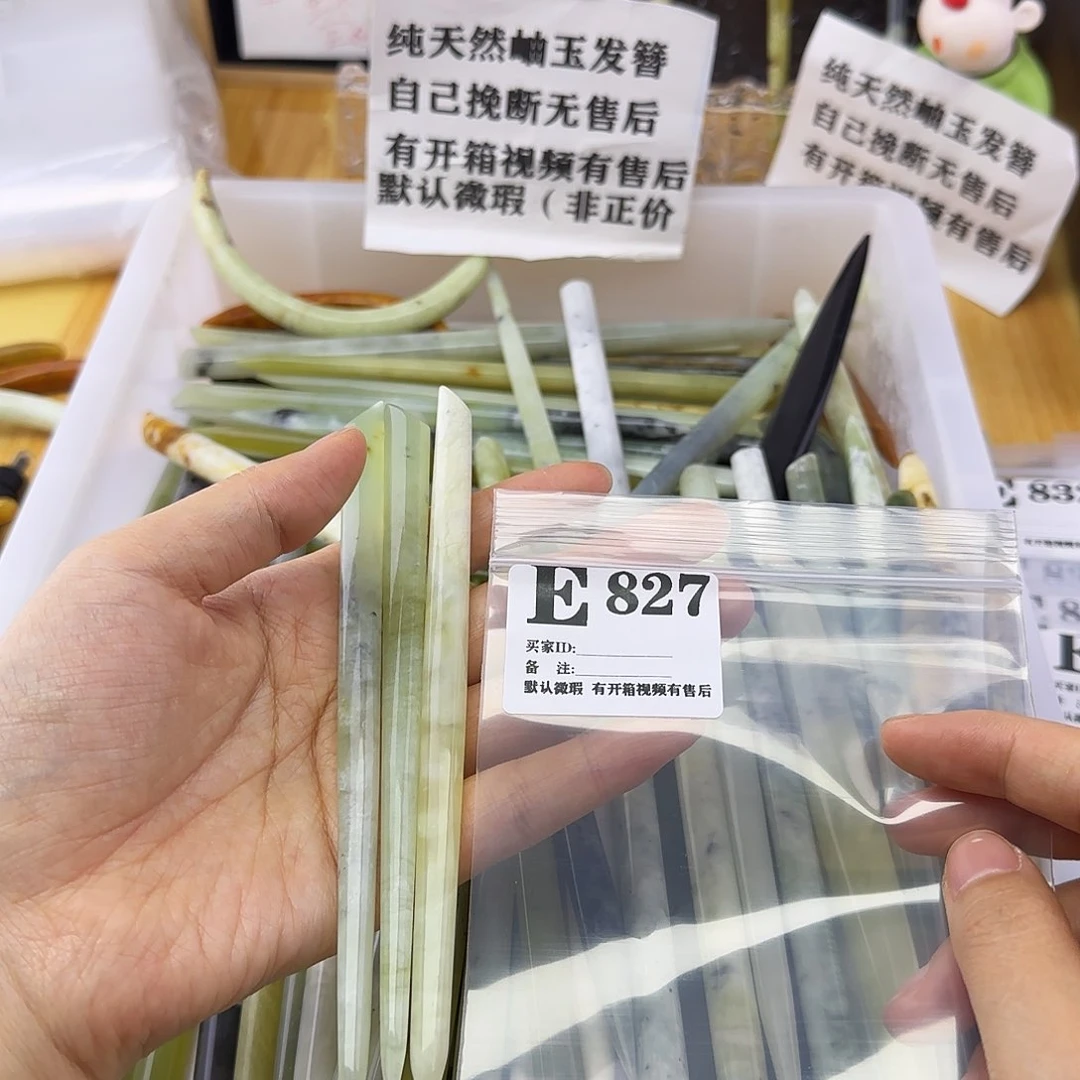 纯天然岫玉发簪
自己挽断无售后
有开箱视频有售后
默认微瑕（非正价
纯天然岫玉发簪
自己挽断无售后
有开箱视频有售后
E 827
买家ID:
备 注:
默认微瑕 有开箱视频有售后
832